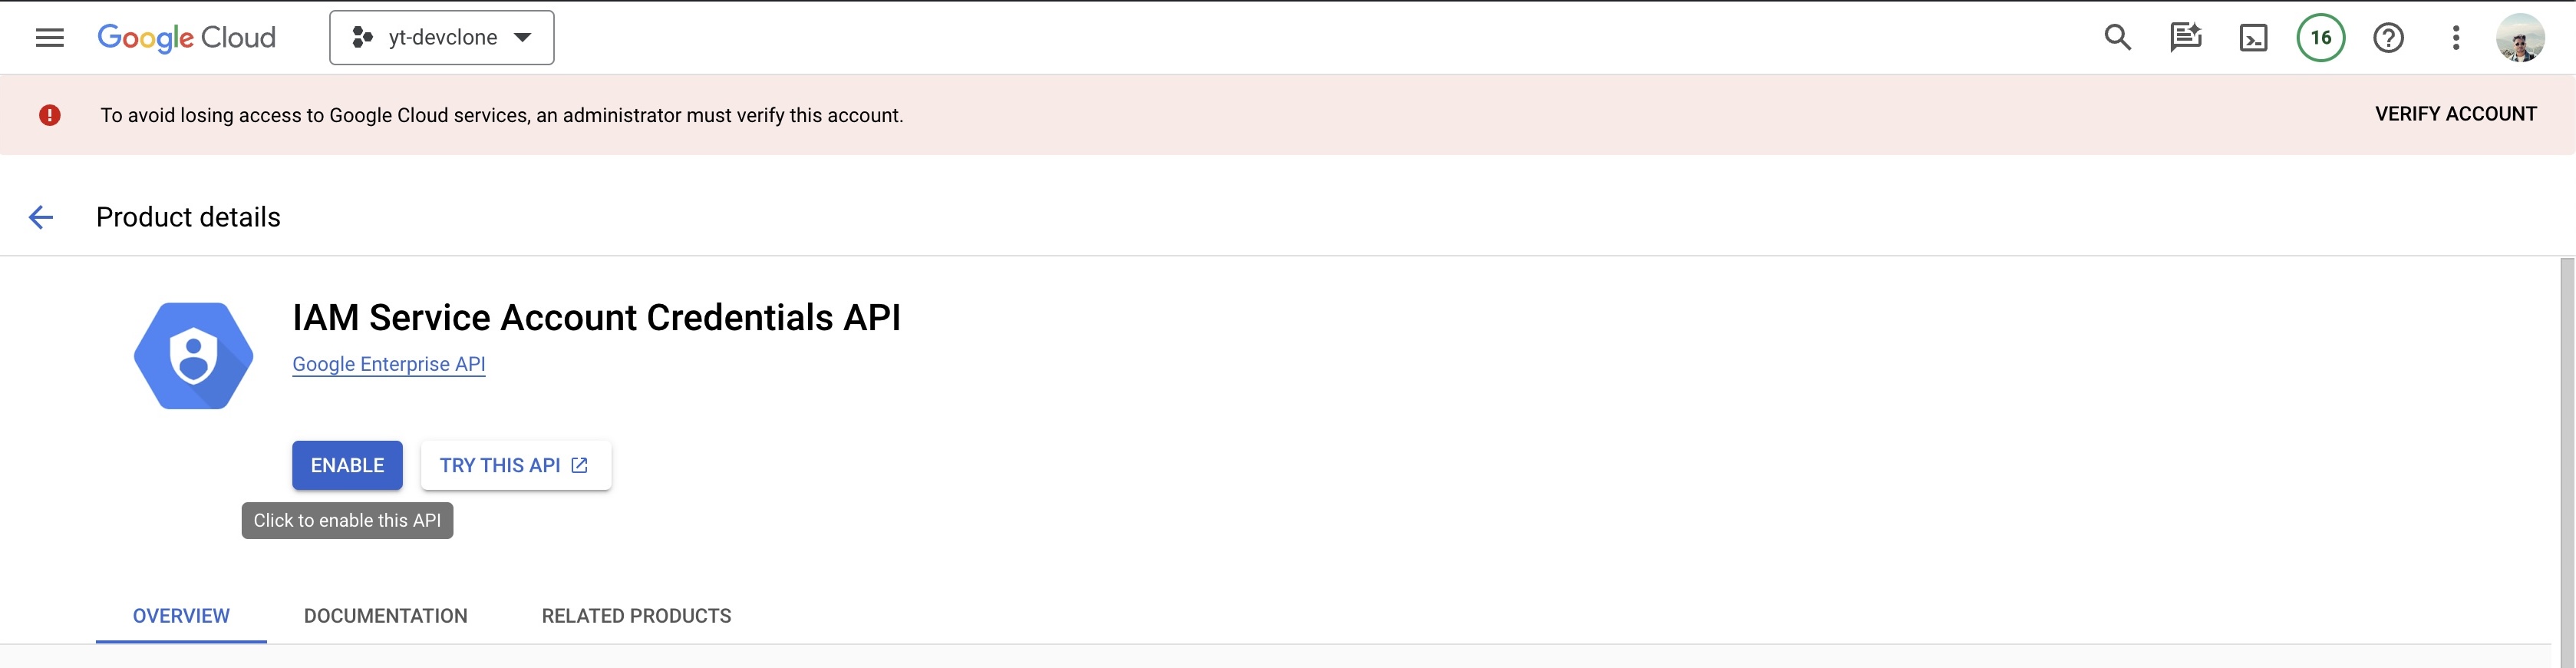 Google Cloud
yt-devclone
16
To avoid losing access to Google Cloud services, an administrator must verify this account.
VERIFY ACCOUNT
Product details
IAM Service Account Credentials API
Google Enterprise API
ENABLE
TRY THIS API
Click to enable this API
OVERVIEW
DOCUMENTATION
RELATED PRODUCTS